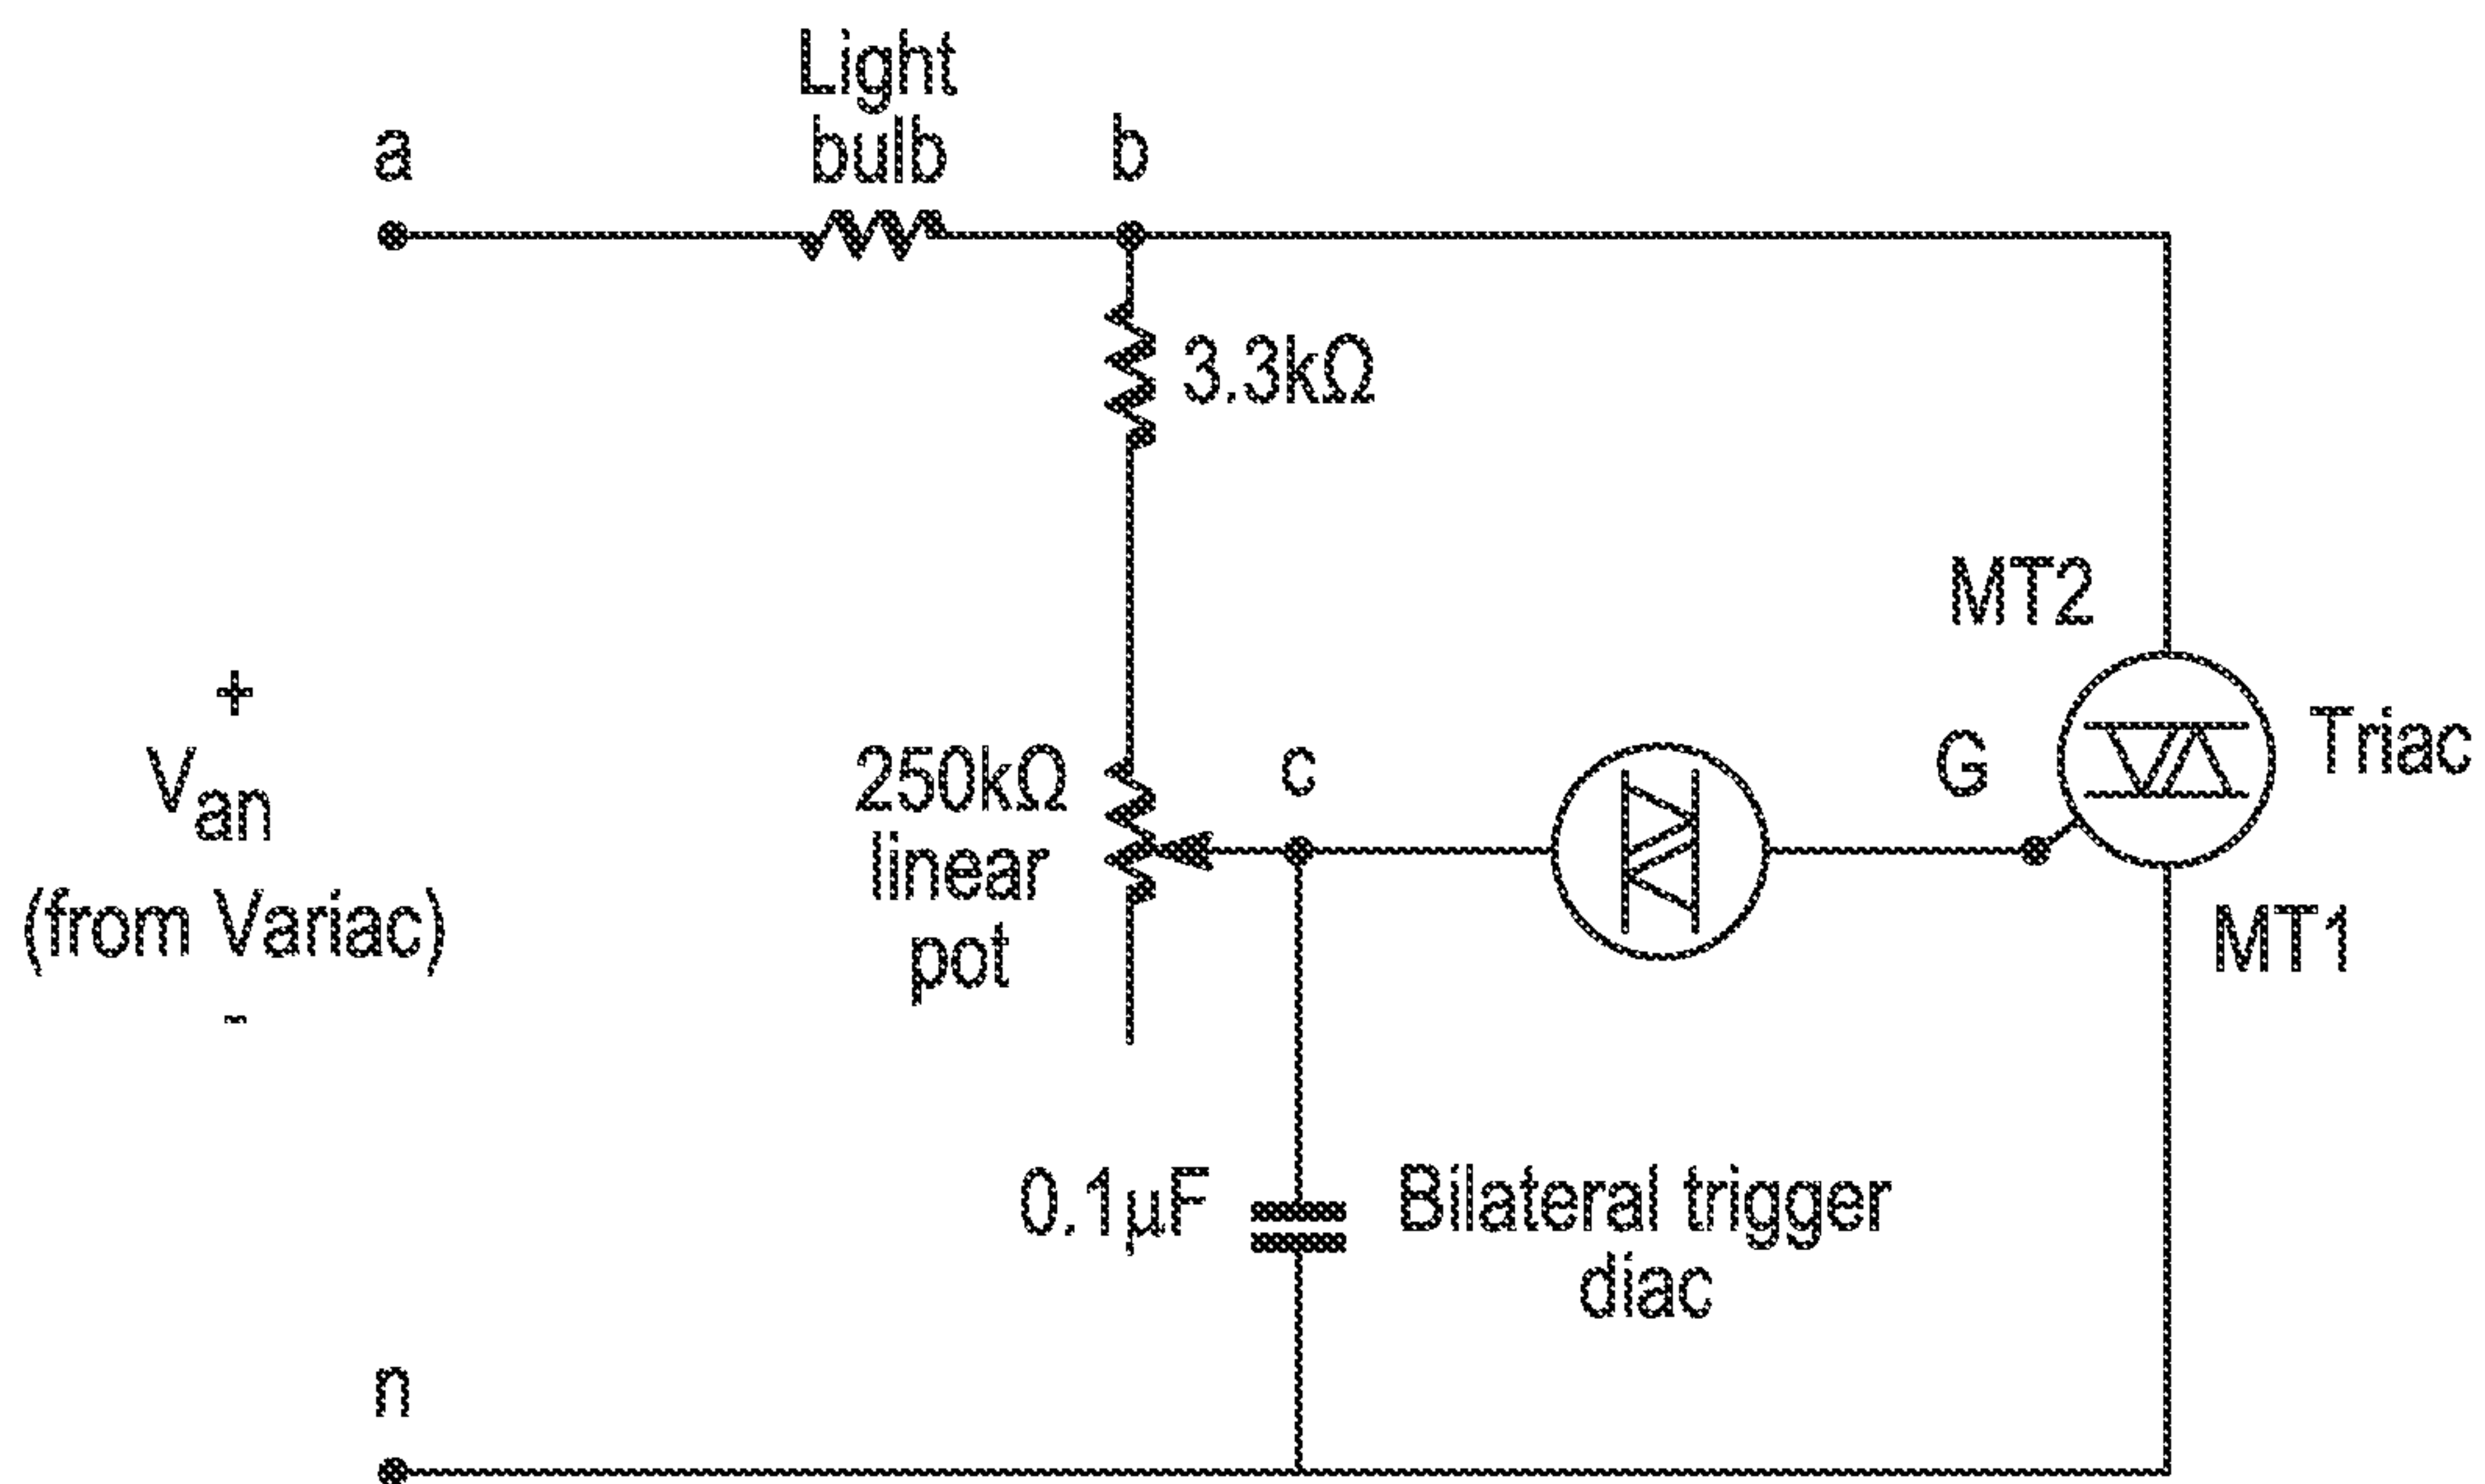 Light
bulb
a
b
3.3kΩ
MT2
+
Van
(from Variac)
-
250kΩ
linear
pot
c
G
Triac
MT1
0.1µF
Bilateral trigger
diac
n